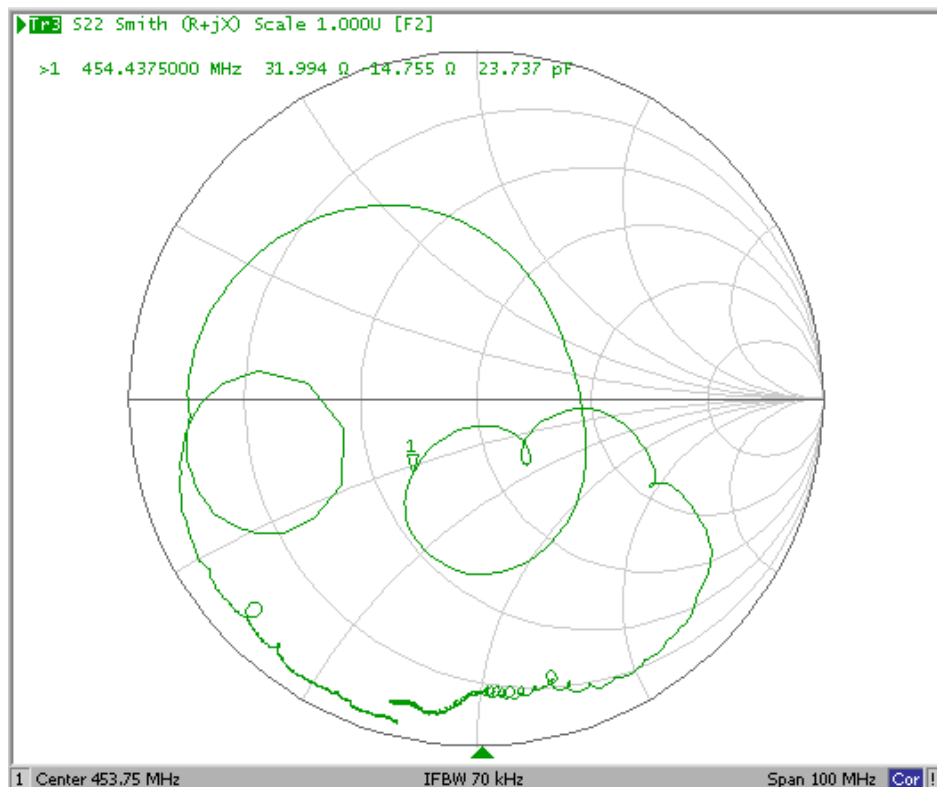 Tr3 S22 Smith (R+jX) Scale 1.000U [F2]
>1 454.4375000 MHz 31.994 Ω -14.755 Ω 23.737 pF
1
1 Center 453.75 MHz IFBW 70 kHz Span 100 MHz Cor !